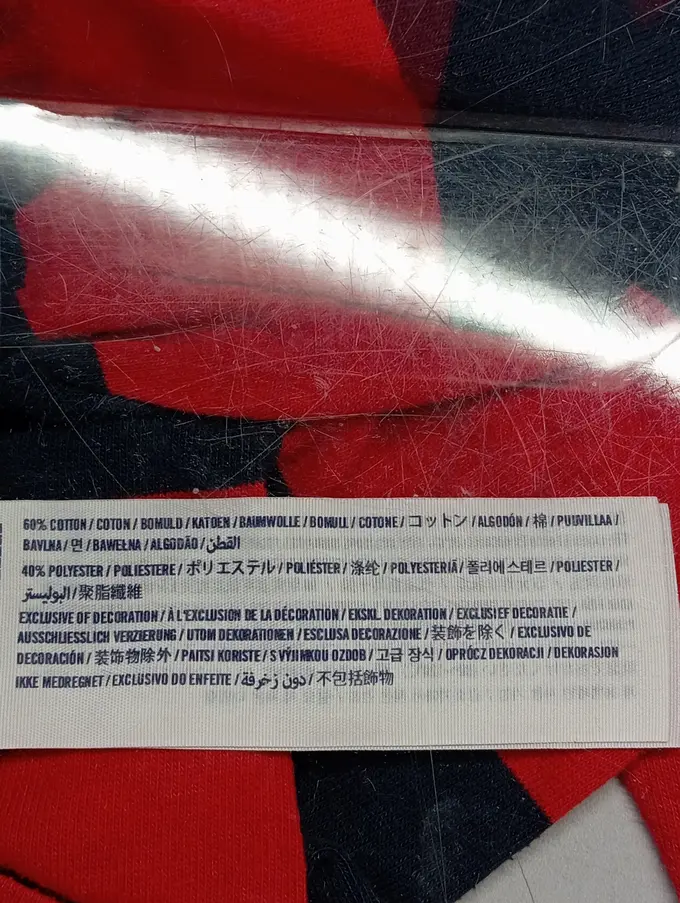 60% COTTON / COTON / BOMULD / KATOEN / BAUMWOLLE / BOMULL / COTONE / コットン / ALGODÓN / 棉 / PUUVILLAA /
BAVLNA / 면 / BAWEŁNA / ALGODÃO / القطن /
40% POLYESTER / POLIESTERE / ポリエステル / POLIÉSTER / 涤纶 / POLYESTERIÄ / 폴리에스테르 / POLIESTER /
البوليستر / 聚脂纖維
EXCLUSIVE OF DECORATION / À L'EXCLUSION DE LA DÉCORATION / EKSKL. DEKORATION / EXCLUSIEF DECORATIE /
AUSSCHLIESSLICH VERZIERUNG / UTOM DEKORATIONEN / ESCLUSA DECORAZIONE / 装飾を除く / EXCLUSIVO DE
DECORACIÓN / 装饰物除外 / PAITSI KORISTE / S VÝJIMKOU OZDOB / 고급 장식 / OPRÓCZ DEKORACJI / DEKORASJON
IKKE MEDREGNET / EXCLUSIVO DO ENFEITE / دون زخرفة / 不包括飾物